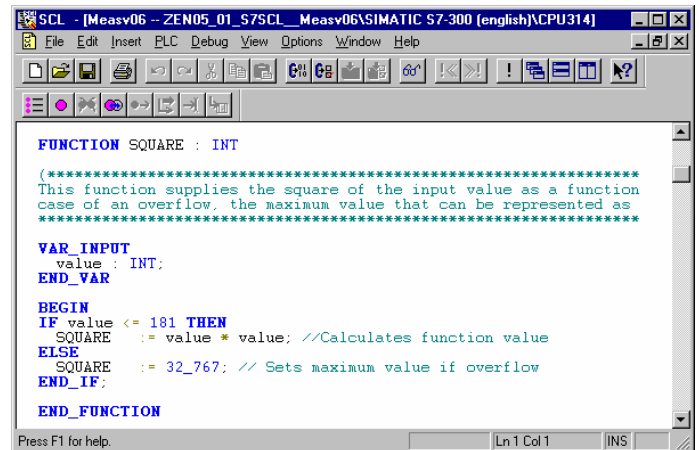 SCL - [Measv06 -- ZEN05_01_S7SCL__Measv06\SIMATIC S7-300 (english)\CPU314]
File Edit Insert PLC Debug View Options Window Help
FUNCTION SQUARE : INT
(*********************************************************************
This function supplies the square of the input value as a function
case of an overflow, the maximum value that can be represented as
**********************************************************************
VAR_INPUT
value : INT;
END_VAR
BEGIN
IF value <= 181 THEN
SQUARE := value * value; //Calculates function value
ELSE
SQUARE := 32_767; // Sets maximum value if overflow
END_IF;
END_FUNCTION
Press F1 for help. Ln 1 Col 1 INS